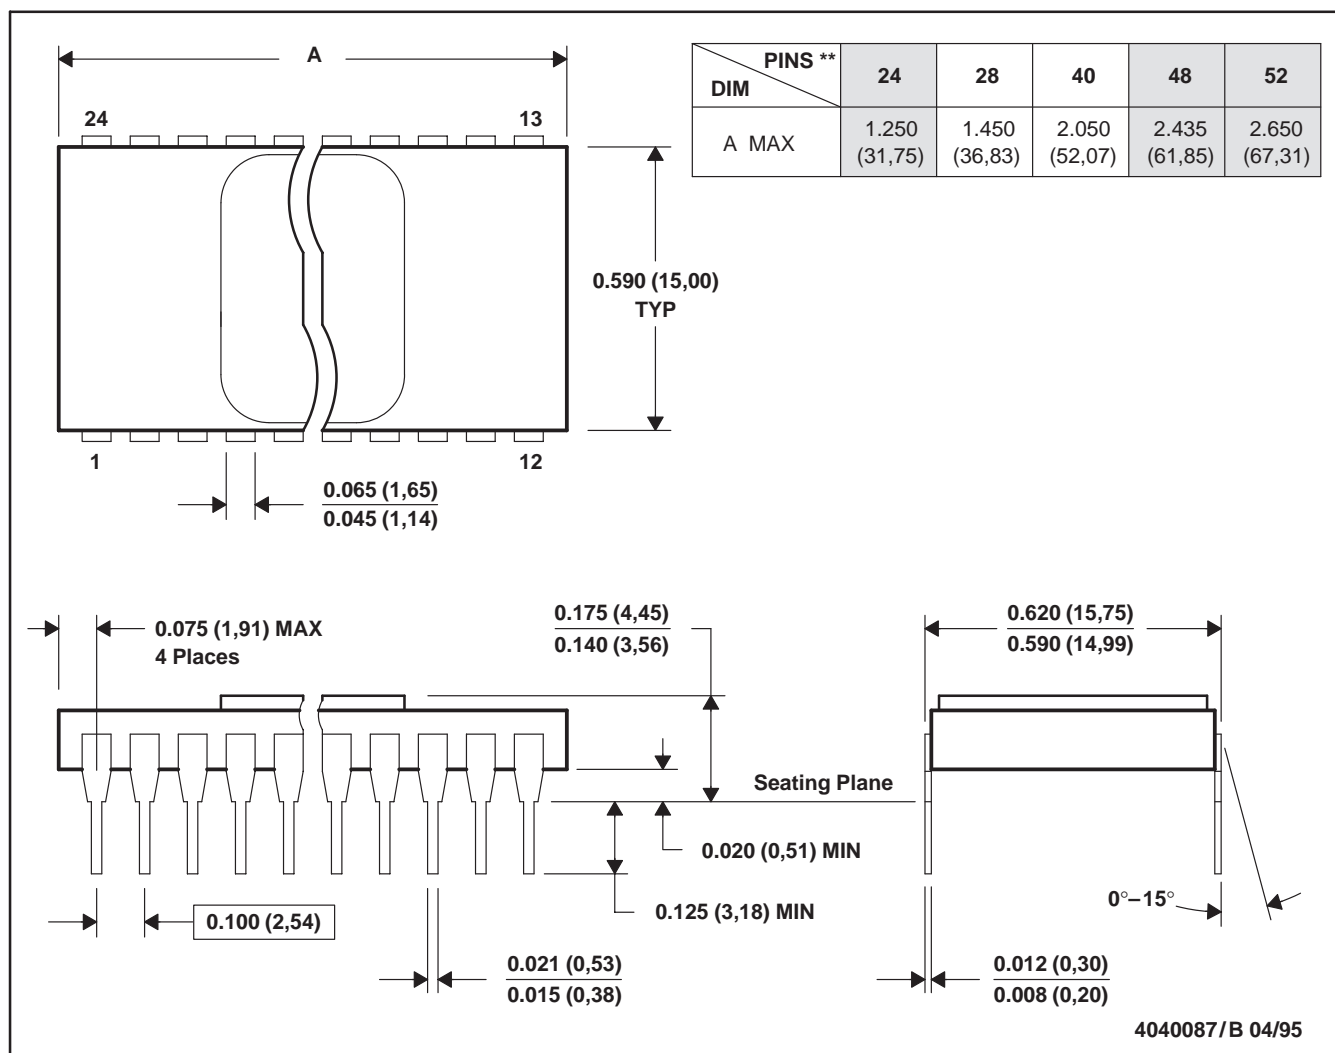 A
PINS **
DIM
24
28
40
48
52
A MAX
1.250
(31,75)
1.450
(36,83)
2.050
(52,07)
2.435
(61,85)
2.650
(67,31)
24
13
0.590 (15,00)
TYP
1
12
0.065 (1,65)
0.045 (1,14)
0.075 (1,91) MAX
4 Places
0.175 (4,45)
0.140 (3,56)
0.620 (15,75)
0.590 (14,99)
Seating Plane
0.020 (0,51) MIN
0.125 (3,18) MIN
0.100 (2,54)
0.021 (0,53)
0.015 (0,38)
0°–15°
0.012 (0,30)
0.008 (0,20)
4040087/B 04/95